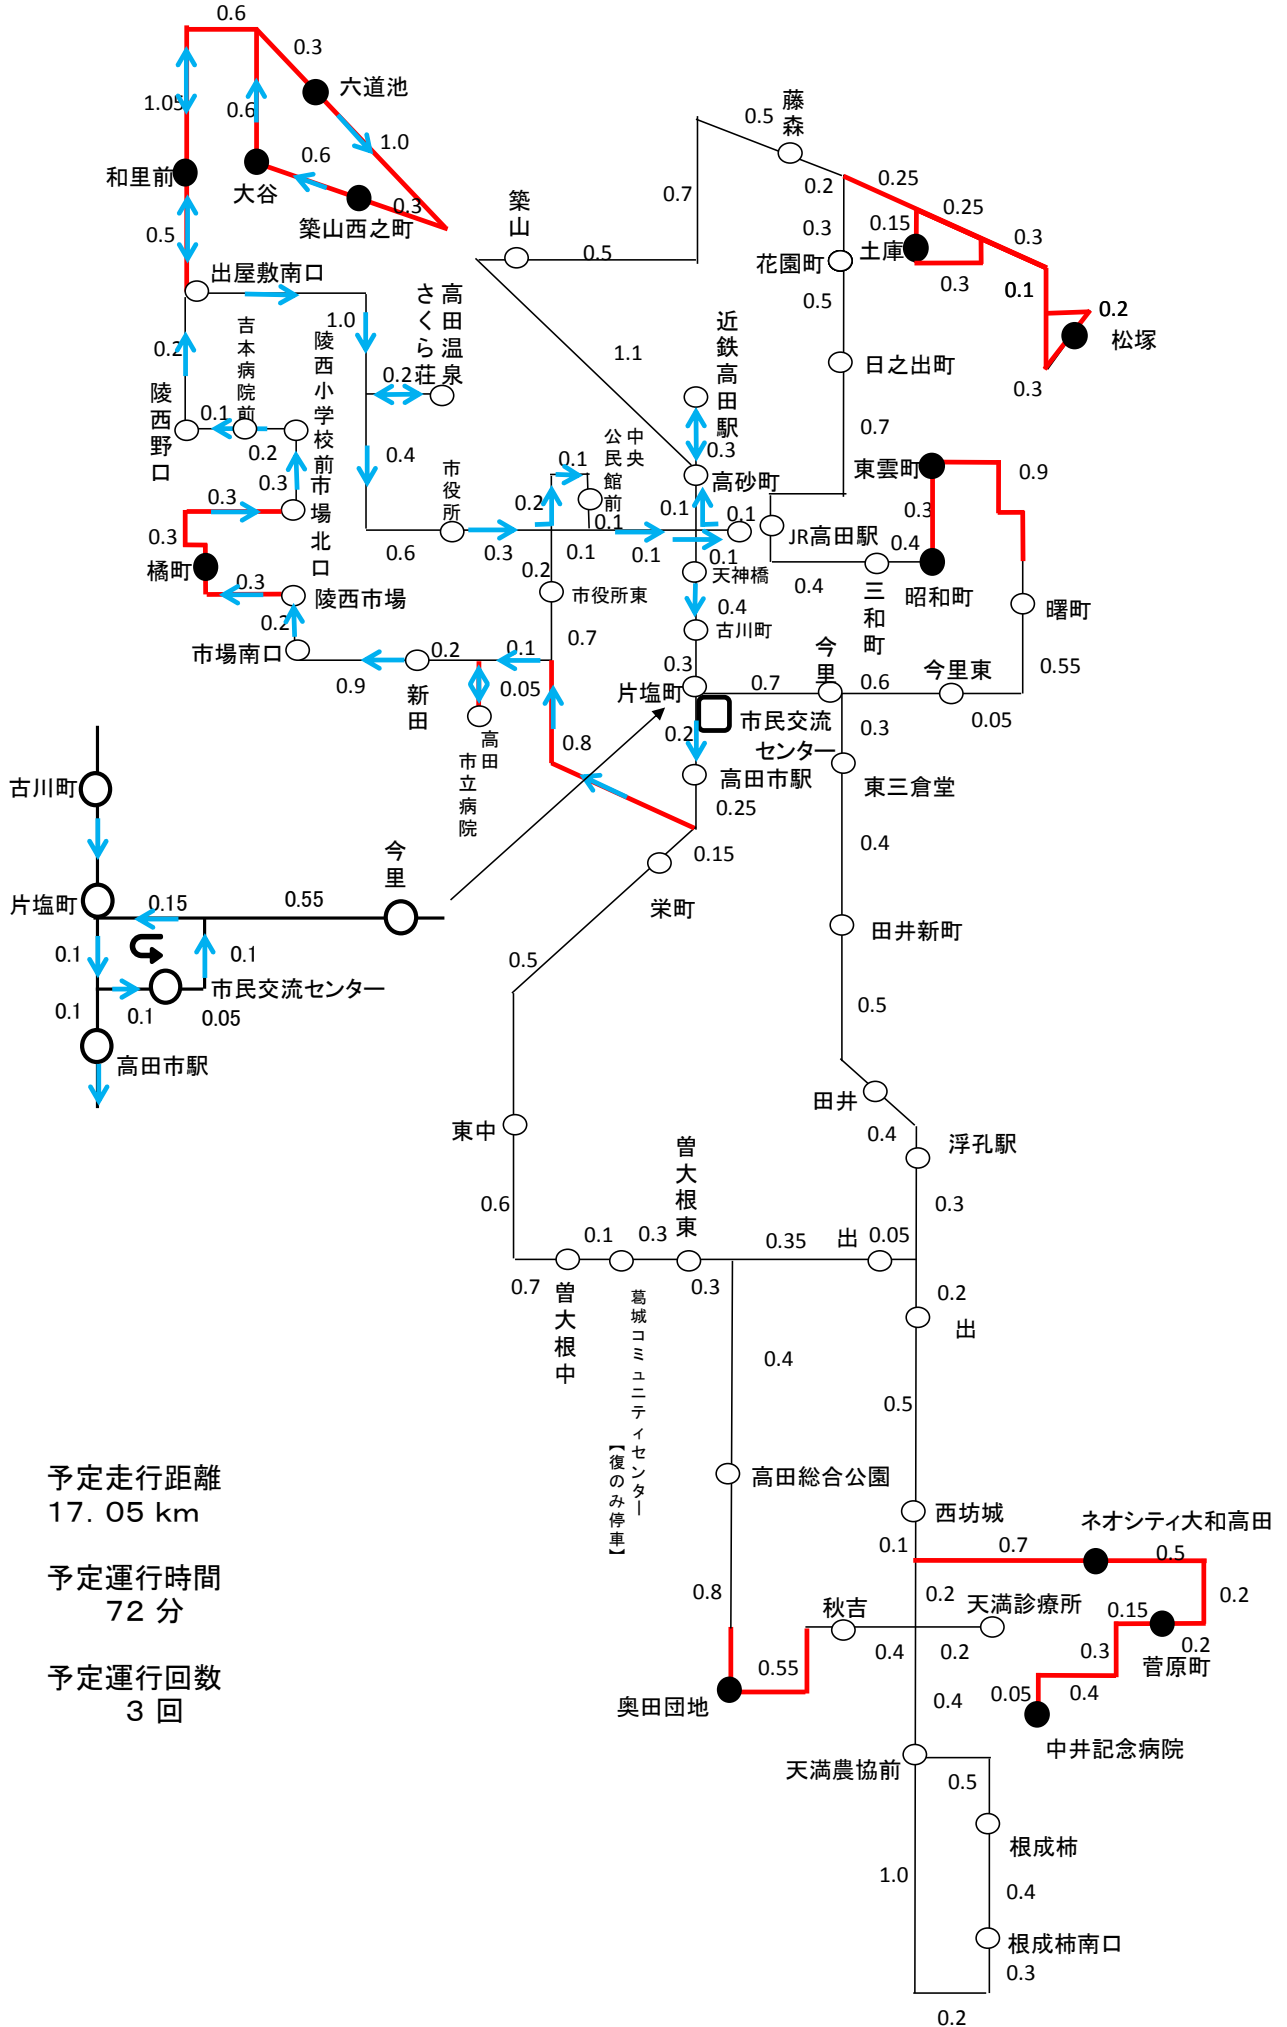 0.6
0.3
六道池
1.05
0.6
1.0
0.6
和里前
大谷
0.3
築山西之町
0.5
藤森
0.5
0.2
0.25
0.25
0.7
0.3
0.15
土庫
0.3
0.3
花園町
築山
0.5
0.1
0.2
松塚
0.3
0.5
出屋敷南口
1.0
高田温泉
さくら荘
0.2
吉本病院前
陵西小学校前
0.2
0.1
0.2
陵西野口
0.3
市場北口
0.3
0.3
橘町
0.3
陵西市場
0.2
市場南口
0.4
市役所
0.6
0.3
0.2
0.1
中央
公民館前
0.1
0.1
0.1
0.2
市役所東
0.7
1.1
近鉄高田駅
0.3
高砂町
0.1
0.1
0.1
天神橋
0.4
古川町
0.3
片塩町
日之出町
0.7
東雲町
0.9
0.3
JR高田駅
0.4
0.4
三和町
昭和町
曙町
今里
0.7
0.6
今里東
0.55
0.05
0.3
市民交流
センター
0.2
高田市駅
0.25
東三倉堂
0.9
新田
0.2
0.1
0.05
高田
市立病院
0.8
0.15
栄町
0.4
田井新町
0.5
古川町
片塩町
0.15
0.55
今里
0.1
0.1
市民交流センター
0.1
0.1
0.05
高田市駅
0.5
田井
0.4
浮孔駅
0.3
東中
0.6
曽大根東
0.1
0.3
0.35
出
0.05
0.7
曽大根中
葛城コミュニティセンター
【復のみ停車】
0.3
0.2
出
0.4
0.5
高田総合公園
西坊城
0.1
0.7
ネオシティ大和高田
0.5
0.8
秋吉
0.2
天満診療所
0.15
0.2
0.4
0.2
0.3
0.2
菅原町
0.55
奥田団地
0.4
0.05
0.4
中井記念病院
天満農協前
0.5
根成柿
1.0
0.4
根成柿南口
0.3
0.2
予定走行距離
17.05 km
予定運行時間
72 分
予定運行回数
3 回